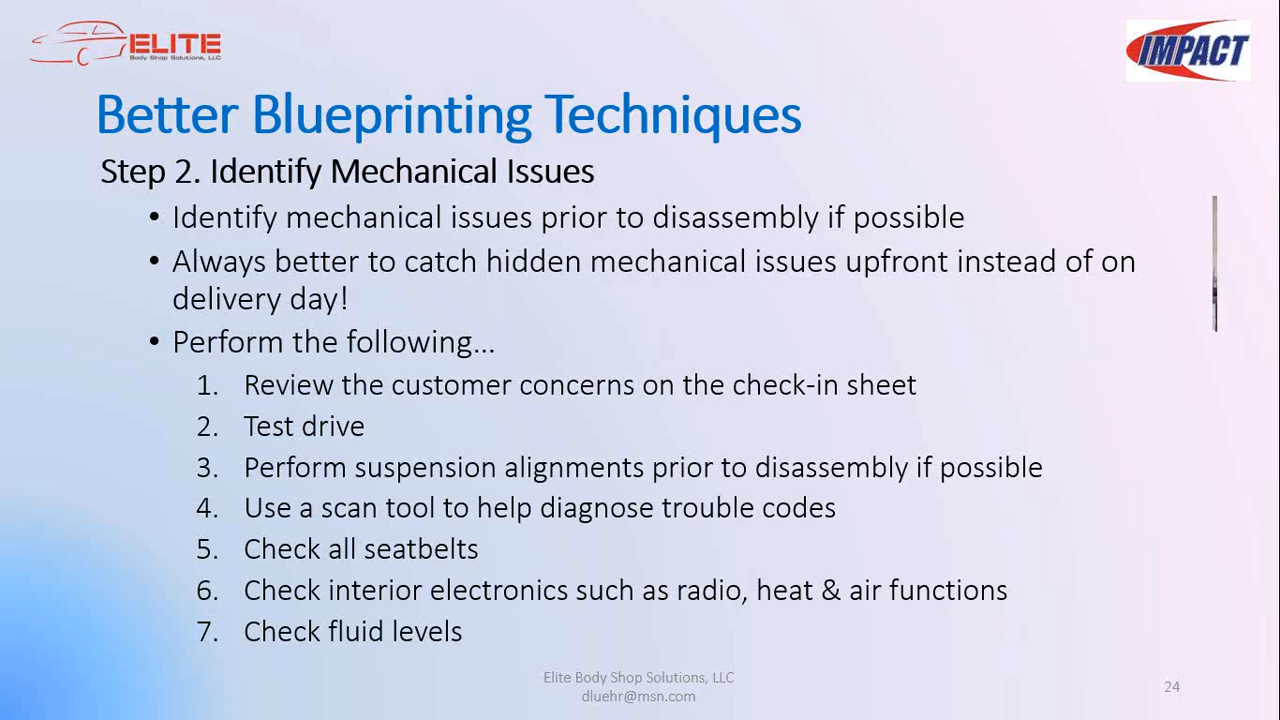 ELITE
Body Shop Solutions, LLC
IMPACT
Better Blueprinting Techniques
Step 2. Identify Mechanical Issues
• Identify mechanical issues prior to disassembly if possible
• Always better to catch hidden mechanical issues upfront instead of on
delivery day!
• Perform the following...
1. Review the customer concerns on the check-in sheet
2. Test drive
3. Perform suspension alignments prior to disassembly if possible
4. Use a scan tool to help diagnose trouble codes
5. Check all seatbelts
6. Check interior electronics such as radio, heat & air functions
7. Check fluid levels
Elite Body Shop Solutions, LLC
dluehr@msn.com
24